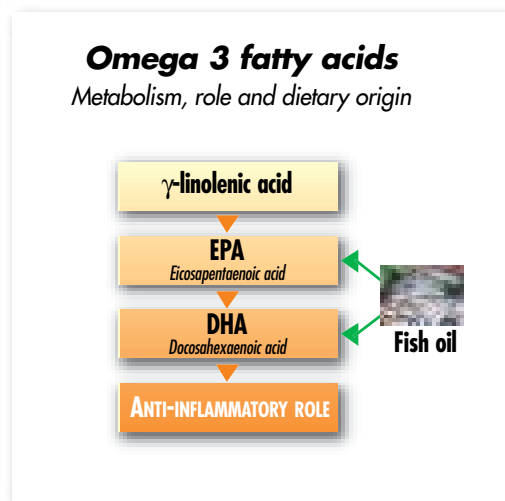 Omega 3 fatty acids
Metabolism, role and dietary origin
γ-linolenic acid
EPA
Eicosapentaenoic acid
DHA
Docosahexaenoic acid
Fish oil
ANTI-INFLAMMATORY ROLE